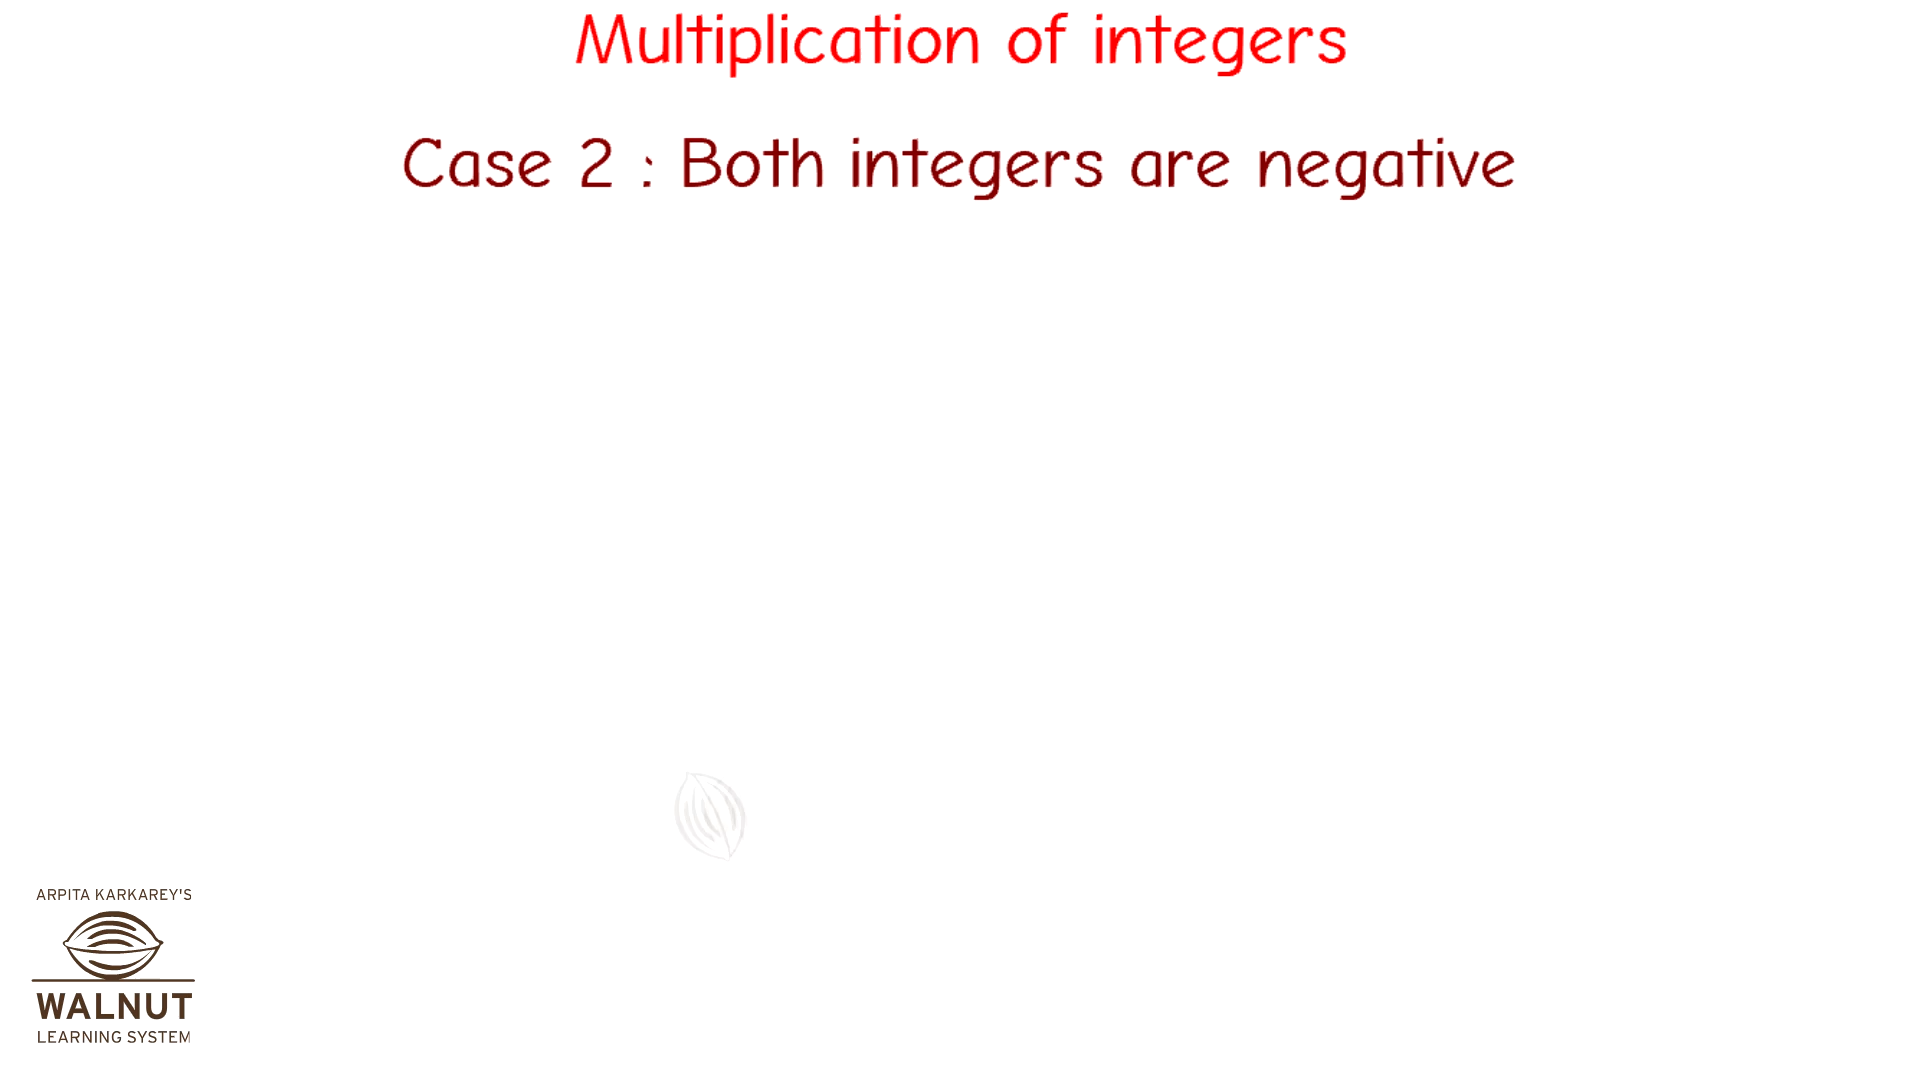 Multiplication of integers
Case 2 : Both integers are negative
ARPITA KARKAREY'S
WALNUT
LEARNING SYSTEM